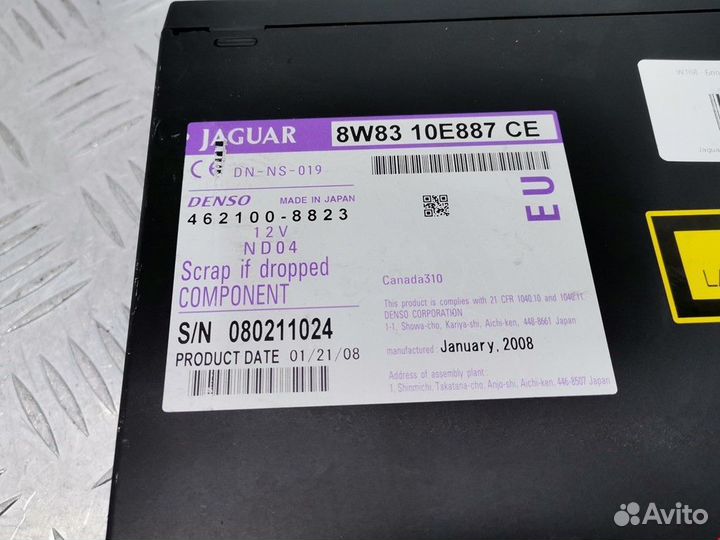 JAGUAR
8W83 10E887 CE
CE DN-NS-019
DENSO MADE IN JAPAN
462100-8823
12V
ND04
Scrap if dropped
COMPONENT
S/N 080211024
PRODUCT DATE 01/21/08
EU
Canada310
This product is complies with 21 CFR 1040.10 and 1040.11.
DENSO CORPORATION
1-1, Showa-cho, Kariya-shi, Aichi-ken, 448-8661 Japan
manufactured: January, 2008
Address of assembly plant:
1, Shinmichi, Takatana-cho, Anjo-shi, Aichi-ken, 446-8507 Japan
Avito